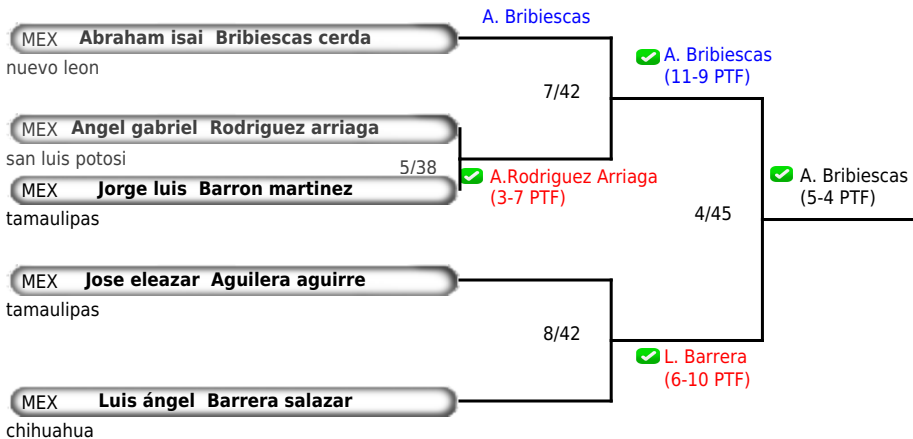 A. Bribiescas
MEX Abraham isai Bribiescas cerda
nuevo leon
A. Bribiescas
(11-9 PTF)
7/42
MEX Angel gabriel Rodriguez arriaga
san luis potosi
5/38
MEX Jorge luis Barron martinez
tamaulipas
A.Rodriguez Arriaga
(3-7 PTF)
A. Bribiescas
(5-4 PTF)
4/45
MEX Jose eleazar Aguilera aguirre
tamaulipas
8/42
L. Barrera
(6-10 PTF)
MEX Luis ángel Barrera salazar
chihuahua